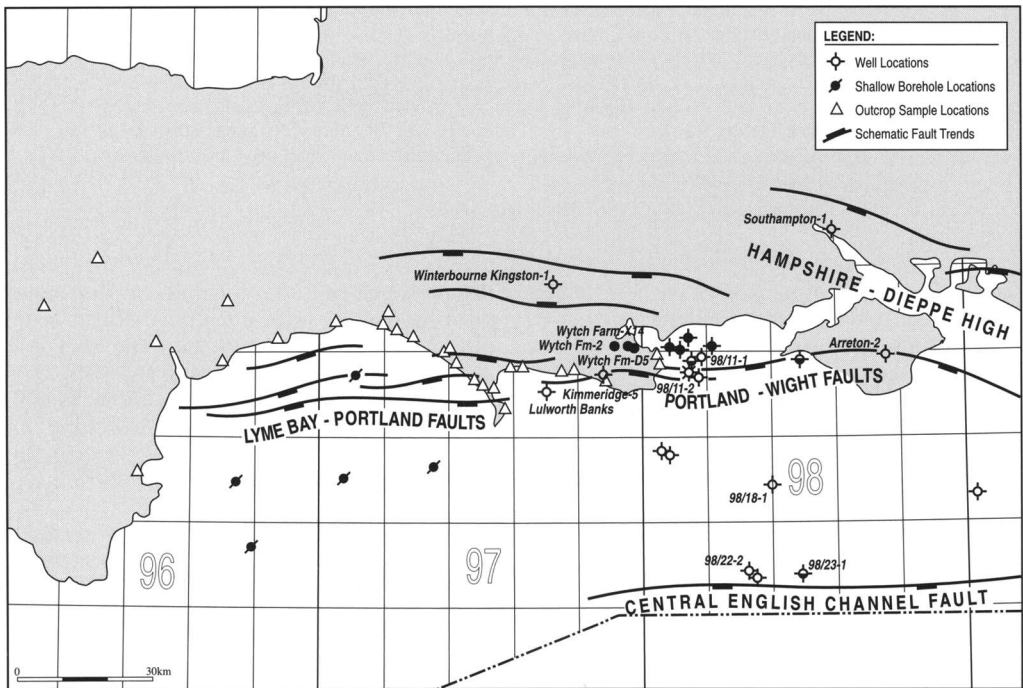 LEGEND:
Well Locations
Shallow Borehole Locations
Outcrop Sample Locations
Schematic Fault Trends
Southampton-1
HAMPSHIRE - DIEPPE HIGH
Winterbourne Kingston-1
Wytch Farm-X14
Wytch Fm-2
Wytch Fm-D5
98/11-1
Arreton-2
98/11-2
Kimmeridge-5
Lulworth Banks
PORTLAND - WIGHT FAULTS
LYME BAY - PORTLAND FAULTS
98
98/18-1
96
97
98/22-2
98/23-1
CENTRAL ENGLISH CHANNEL FAULT
0 30km